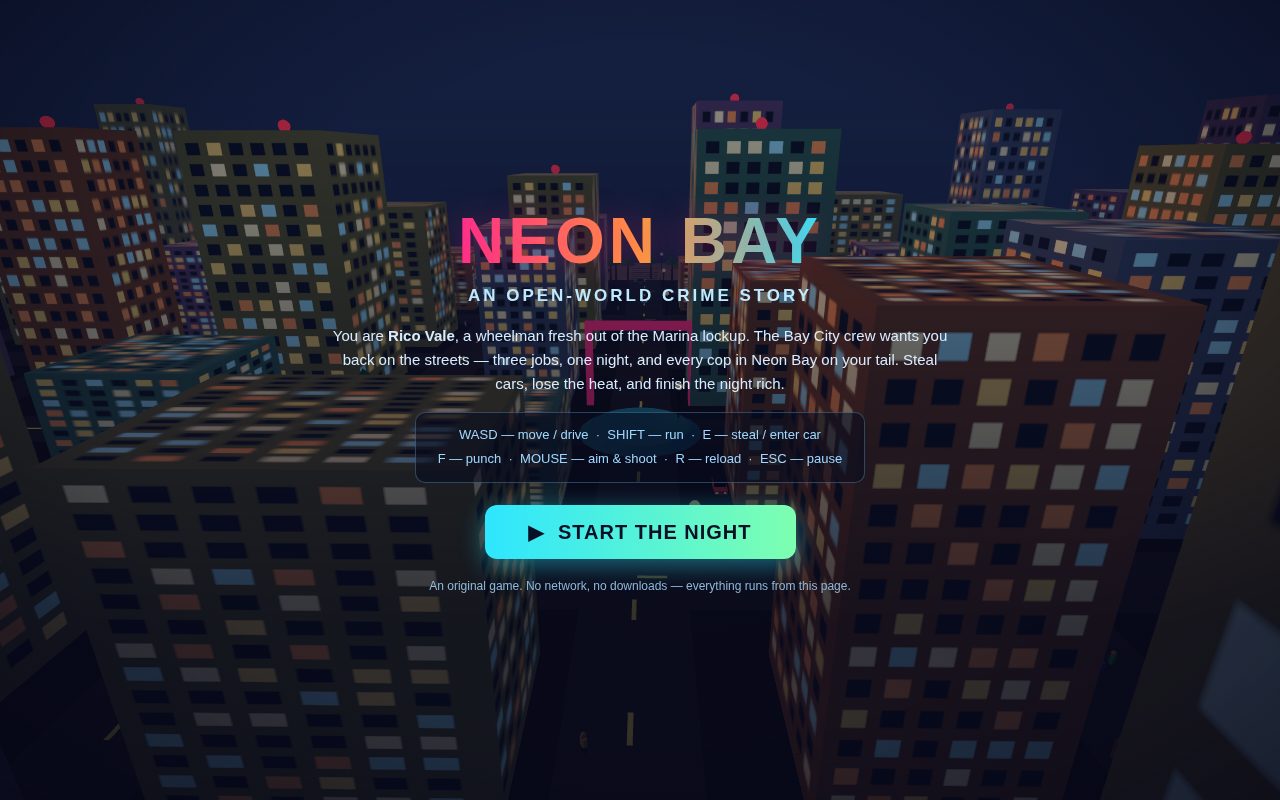 NEON BAY
AN OPEN-WORLD CRIME STORY
You are Rico Vale, a wheelman fresh out of the Marina lockup. The Bay City crew wants you
back on the streets — three jobs, one night, and every cop in Neon Bay on your tail. Steal
cars, lose the heat, and finish the night rich.
WASD — move / drive · SHIFT — run · E — steal / enter car
F — punch · MOUSE — aim & shoot · R — reload · ESC — pause
▶ START THE NIGHT
An original game. No network, no downloads — everything runs from this page.